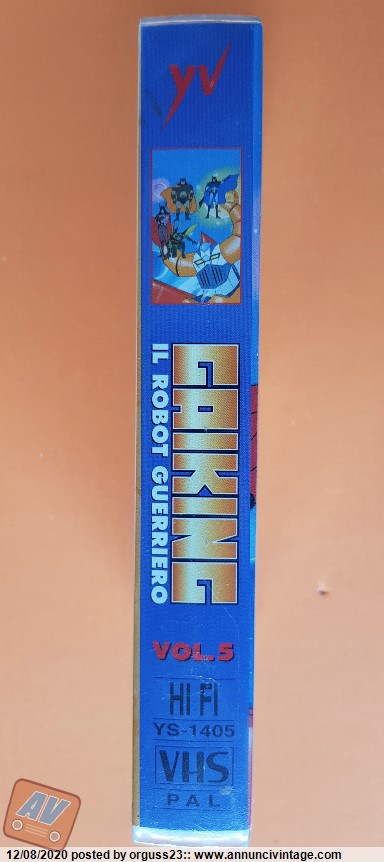 YV
GAIKING
IL ROBOT GUERRIERO
VOL.5
HI FI
YS-1405
VHS
PAL
AV
12/08/2020 posted by orguss23:: www.annuncivintage.com